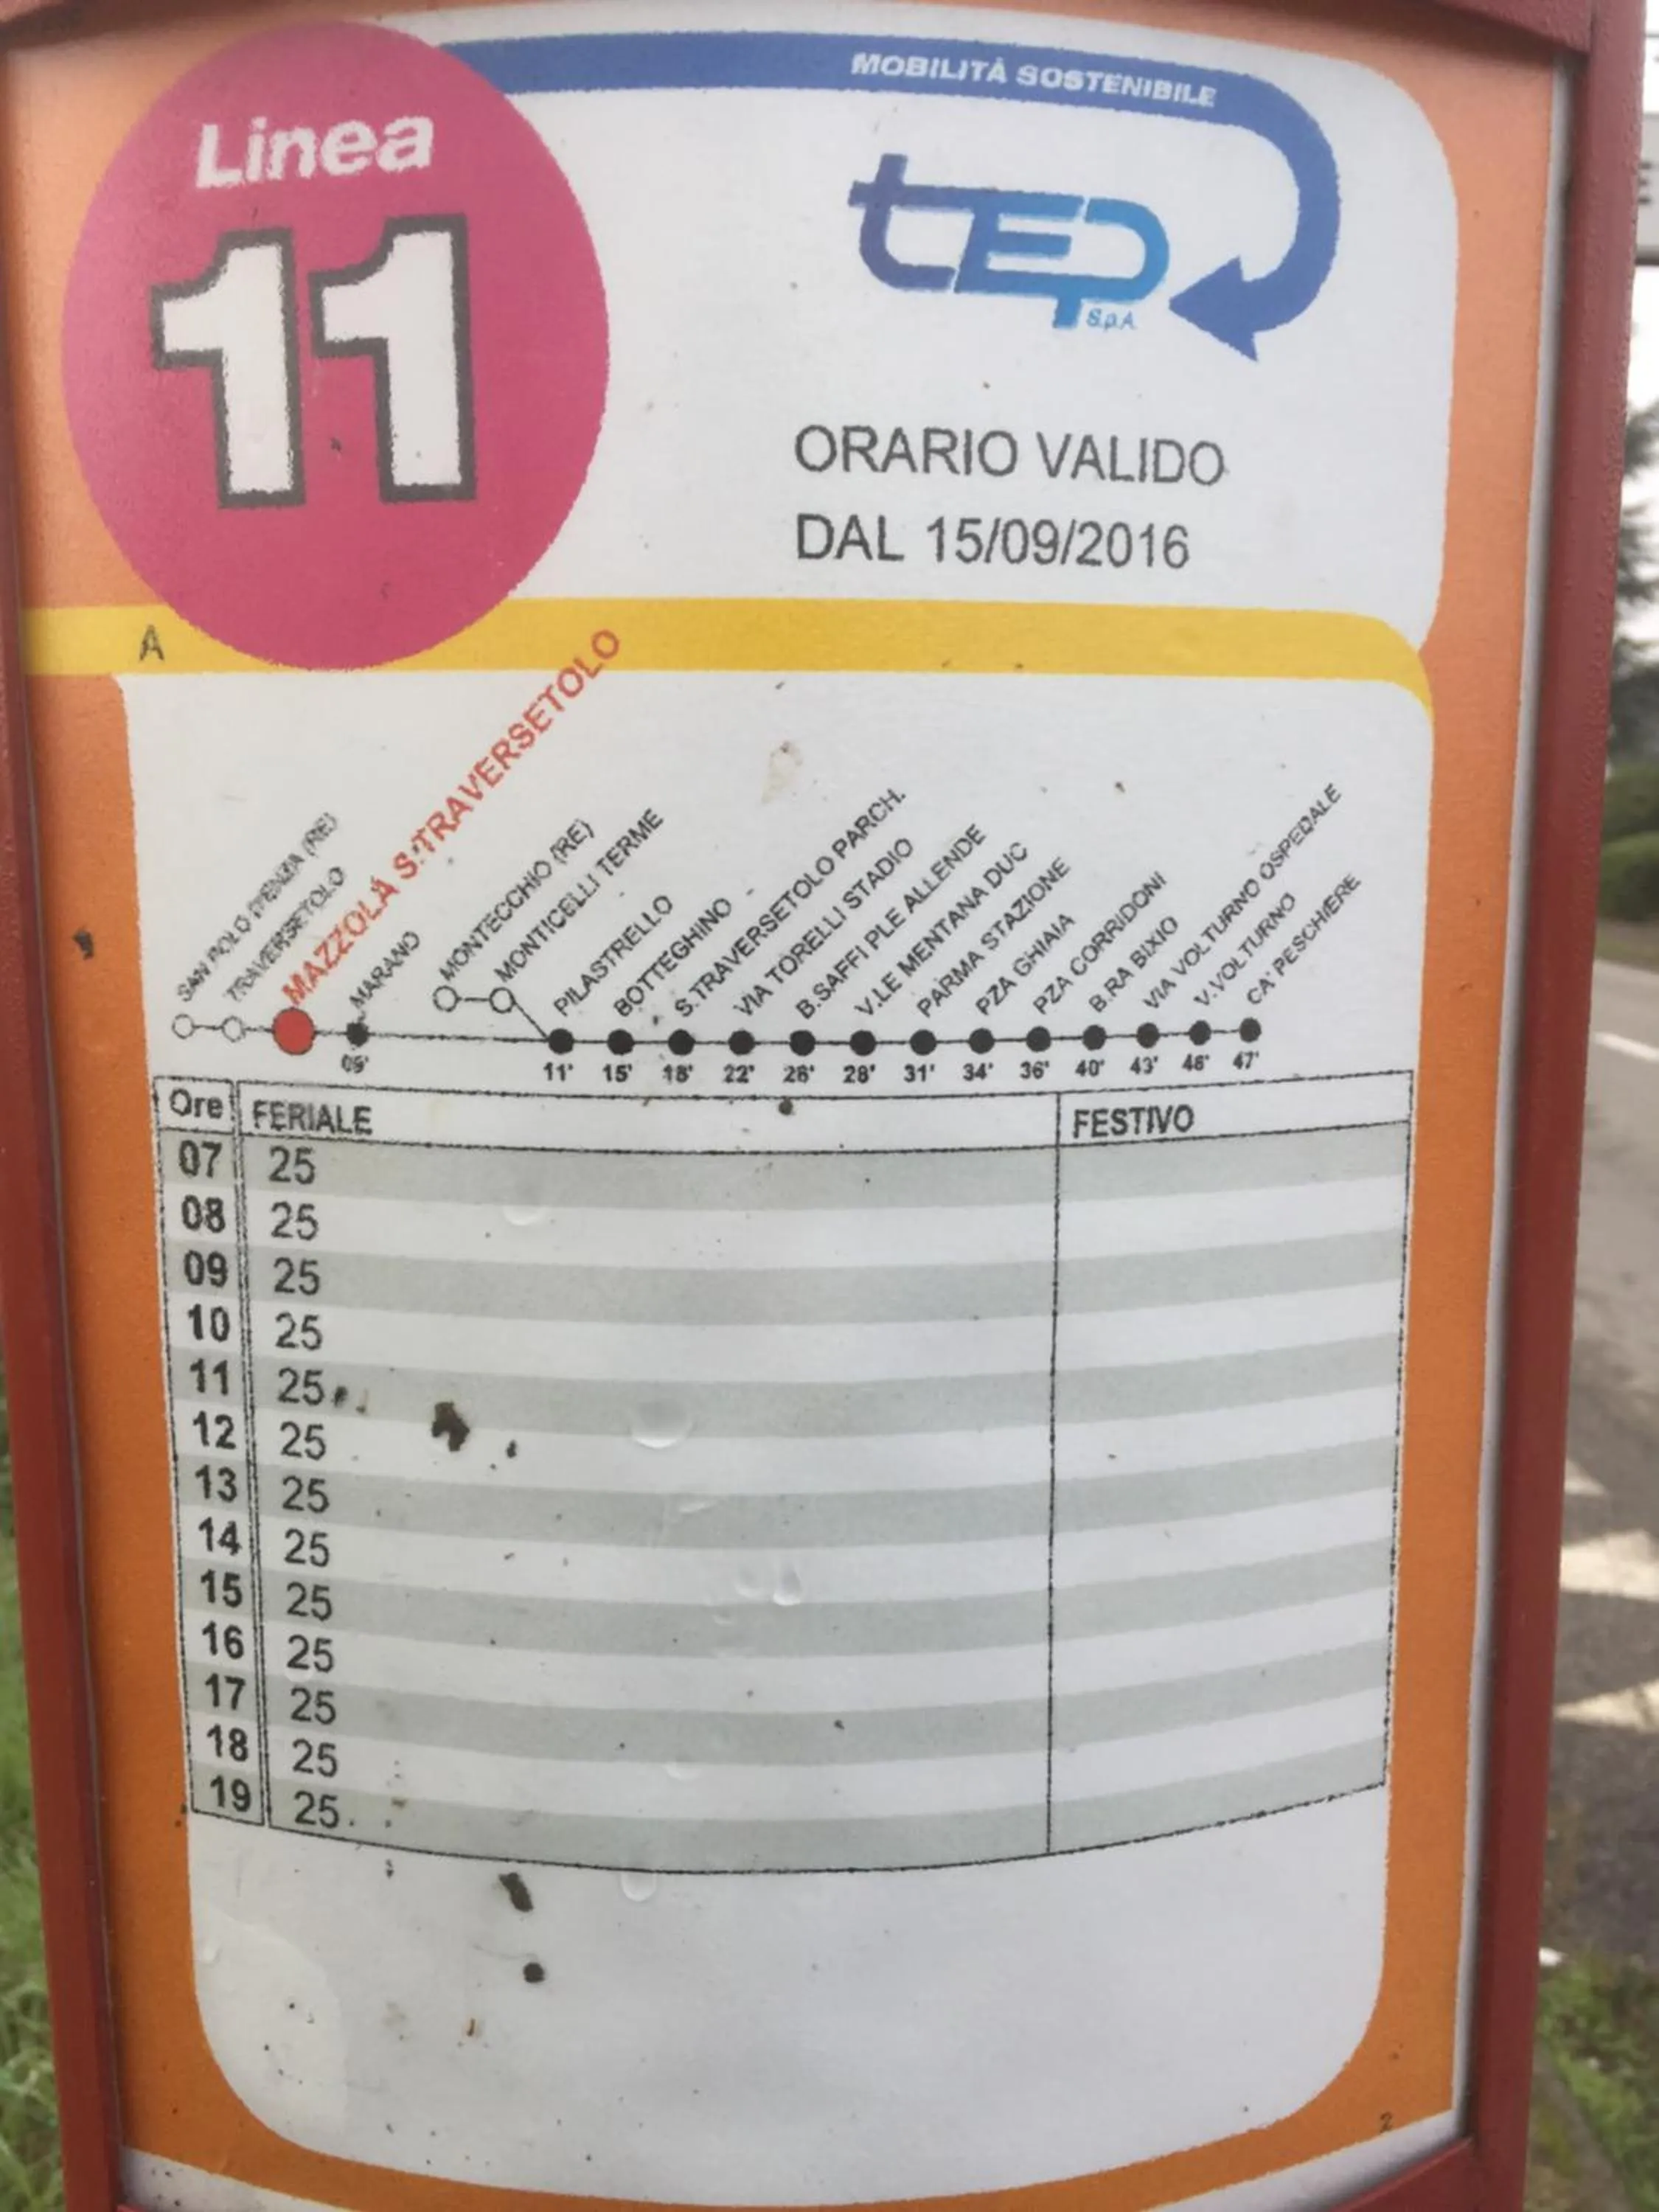 MOBILITÀ SOSTENIBILE
Linea
11
tEp
S.p.A.
ORARIO VALIDO
DAL 15/09/2016
A
SAN POLO D'ENZA (RE)
TRAVERSETOLO
MAZZOLA S.TRAVERSETOLO
MARANO
MONTECCHIO (RE)
MONTICELLI TERME
PILASTRELLO
BOTTEGHINO
S.TRAVERSETOLO PARCH.
VIA TORELLI STADIO
B.SAFFI PLE ALLENDE
V.LE MENTANA DUC
PARMA STAZIONE
PZA GHIAIA
PZA CORRIDONI
B.RA BIXIO
VIA VOLTURNO OSPEDALE
V.VOLTURNO
CA' PESCHIERE
11' 15' 18' 22' 26' 28' 31' 34' 36' 40' 43' 46' 47'
Ore FERIALE FESTIVO
07 25
08 25
09 25
10 25
11 25
12 25
13 25
14 25
15 25
16 25
17 25
18 25
19 25
2